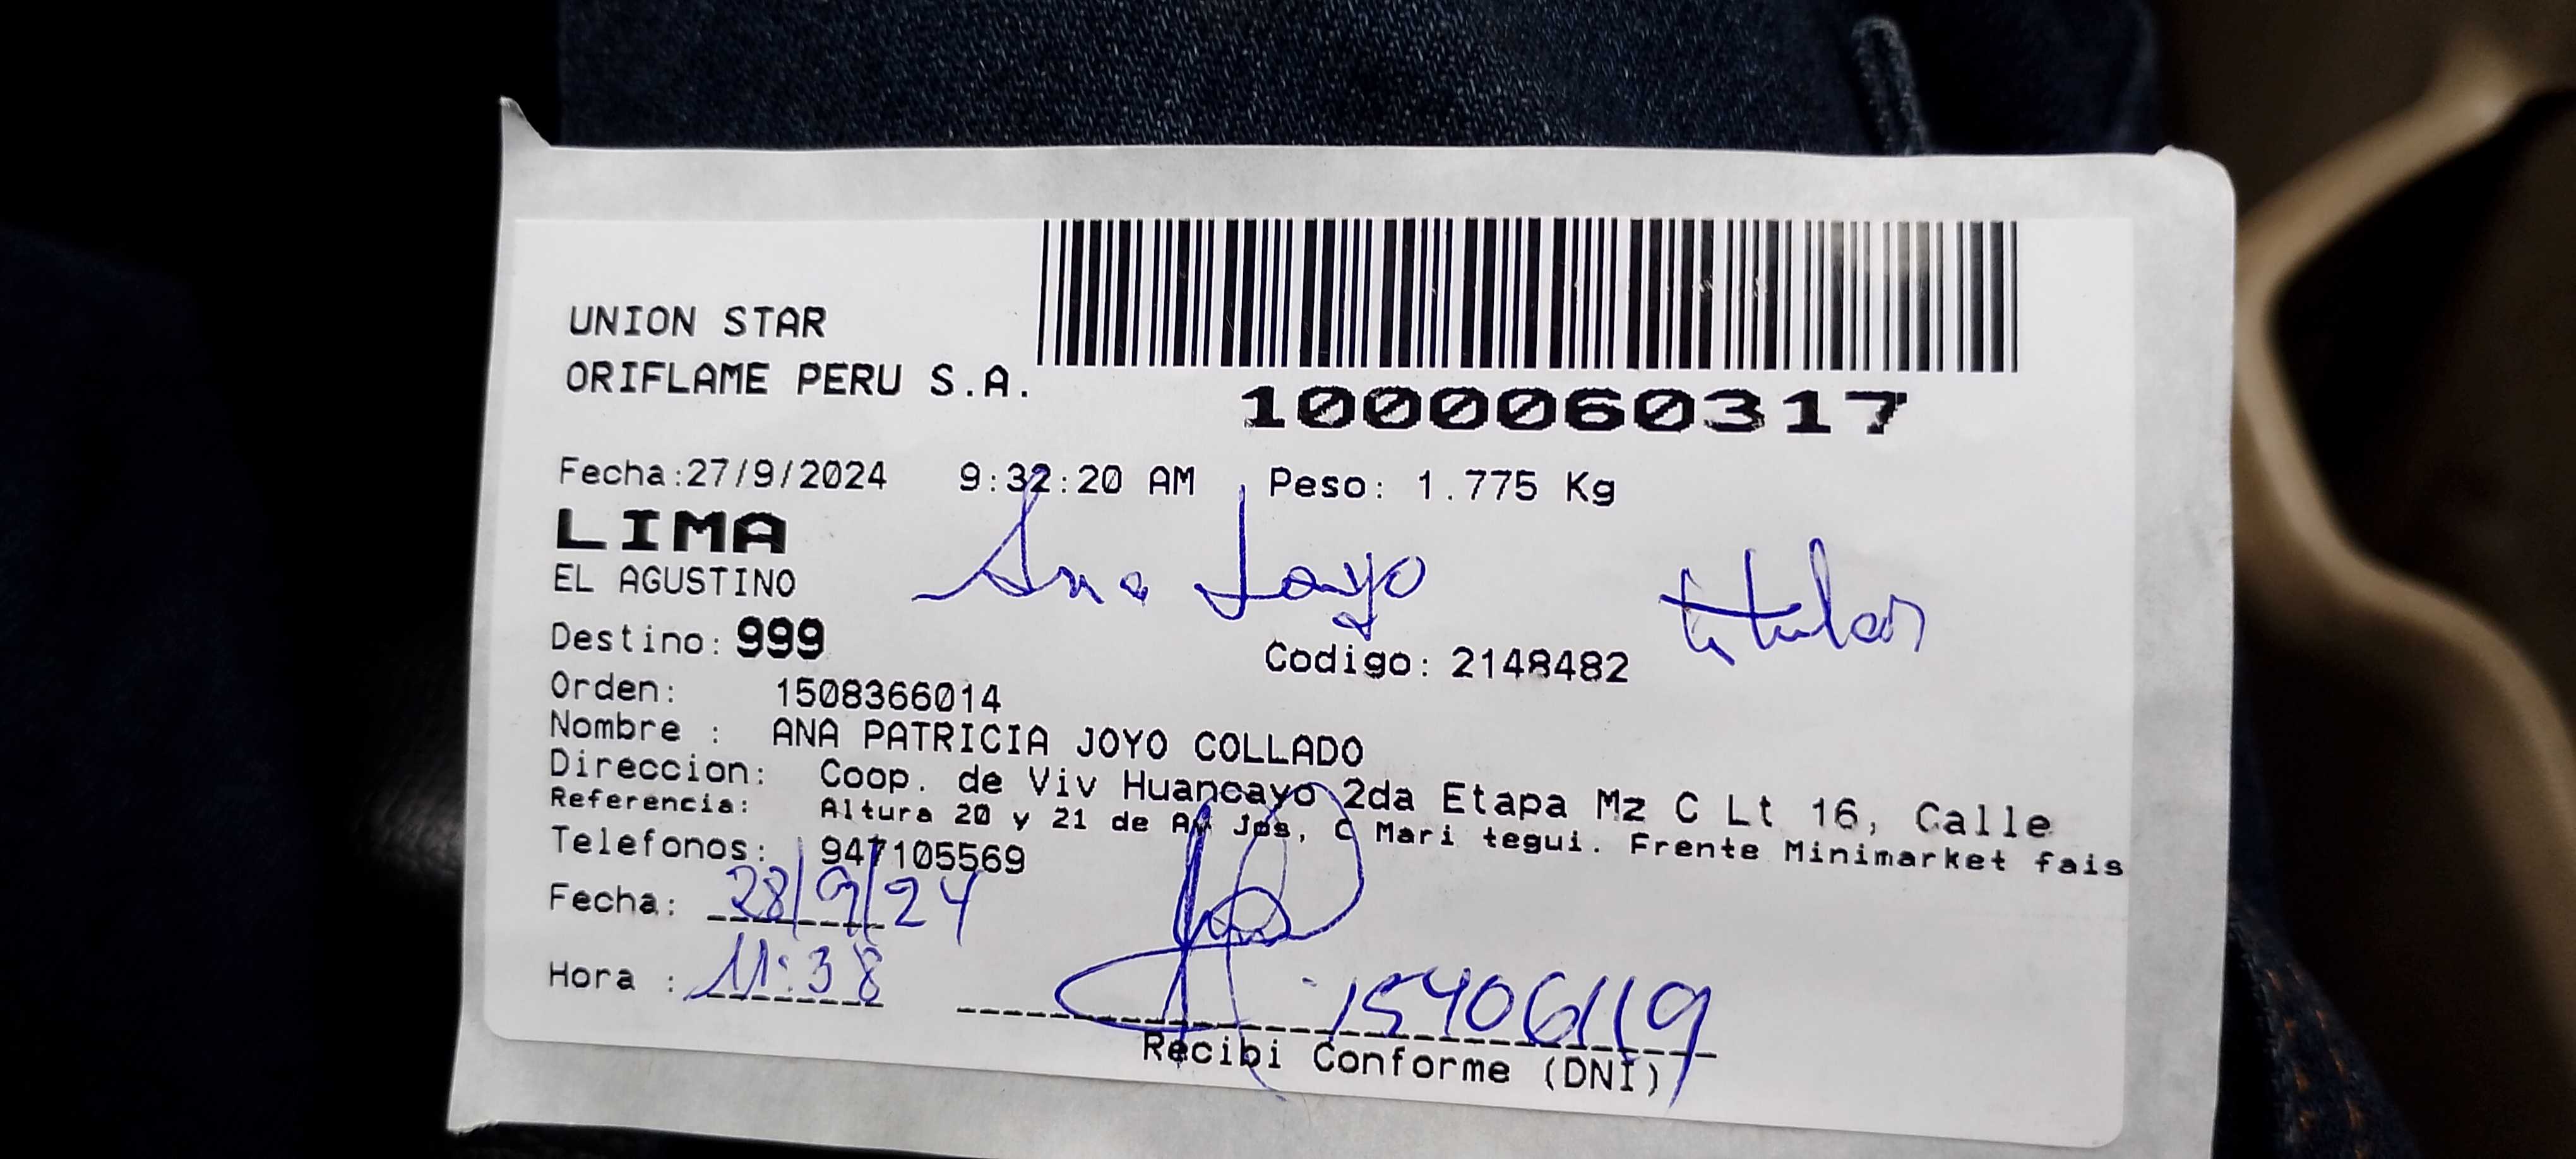 UNION STAR
ORIFLAME PERU S.A.
1000060317
Fecha:27/9/2024 9:32:20 AM Peso: 1.775 Kg
LIMA
EL AGUSTINO
Ana Joyo titular
Destino: 999
Codigo: 2148482
Orden: 1508366014
Nombre : ANA PATRICIA JOYO COLLADO
Direccion: Coop. de Viv Huancayo 2da Etapa Mz C Lt 16, Calle
Referencia: Altura 20 y 21 de Av Jos, C Mari tegui. Frente Minimarket fais
Telefonos: 947105569
Fecha: 28/9/24
Hora : 11:38
15406119
Recibi Conforme (DNI)